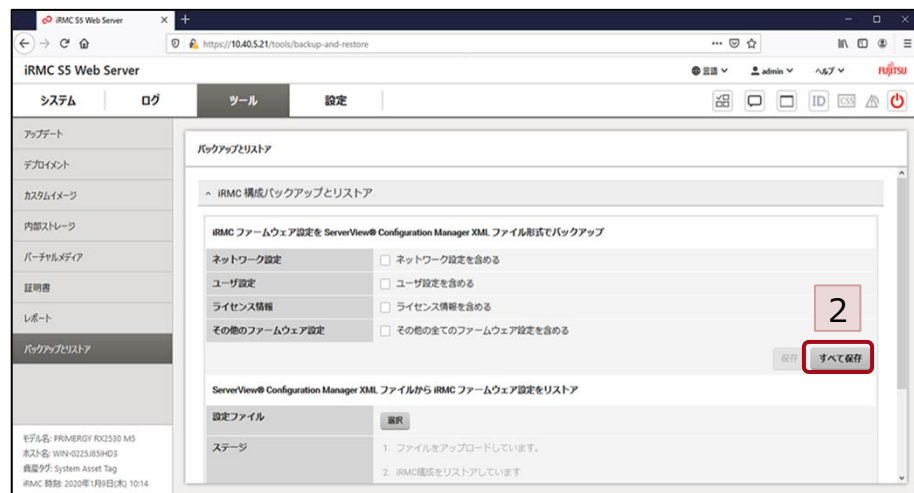 iRMC S5 Web Server
https://10.40.5.21/tools/backup-and-restore
iRMC S5 Web Server
言語
admin
ヘルプ
FUJITSU
システム
ログ
ツール
設定
ID
CSS
アップデート
デプロイメント
カスタムイメージ
内部ストレージ
バーチャルメディア
証明書
レポート
バックアップとリストア
モデル名: PRIMERGY RX2530 M5
ホスト名: WIN-0225J85IHD3
資産タグ: System Asset Tag
iRMC 時刻: 2020年1月9日(木) 10:14
バックアップとリストア
iRMC 構成バックアップとリストア
iRMC ファームウェア設定を ServerView® Configuration Manager XML ファイル形式でバックアップ
ネットワーク設定 ネットワーク設定を含める
ユーザ設定 ユーザ設定を含める
ライセンス情報 ライセンス情報を含める
その他のファームウェア設定 その他の全てのファームウェア設定を含める
2
保存 すべて保存
ServerView® Configuration Manager XML ファイルから iRMC ファームウェア設定をリストア
設定ファイル 選択
ステージ 1. ファイルをアップロードしています。
2. iRMC構成をリストアしています